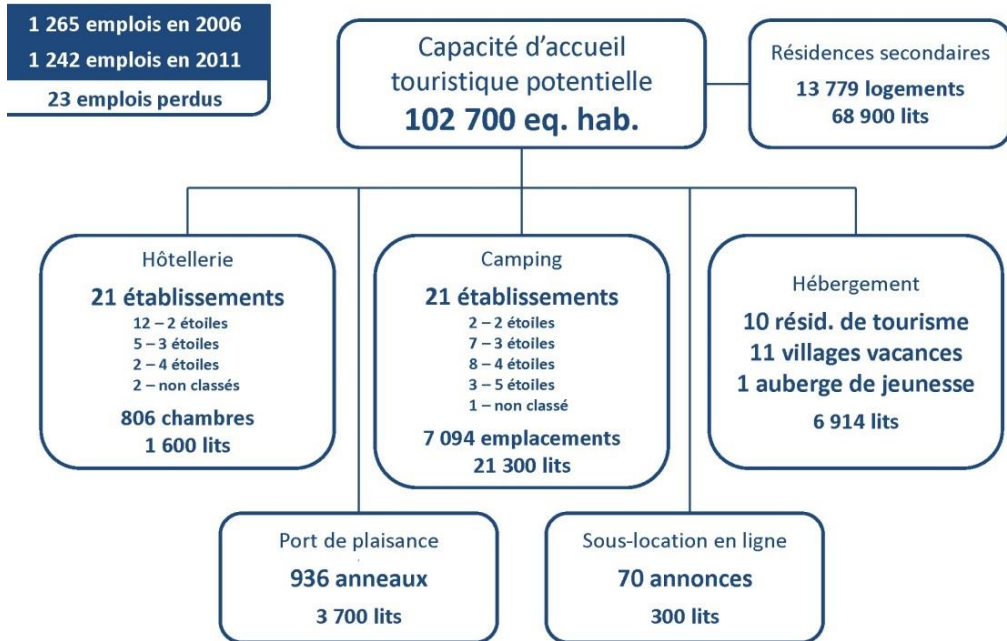 1 265 emplois en 2006
1 242 emplois en 2011
23 emplois perdus
Capacité d’accueil
touristique potentielle
102 700 eq. hab.
Résidences secondaires
13 779 logements
68 900 lits
Hôtellerie
21 établissements
12 – 2 étoiles
5 – 3 étoiles
2 – 4 étoiles
2 – non classés
806 chambres
1 600 lits
Camping
21 établissements
2 – 2 étoiles
7 – 3 étoiles
8 – 4 étoiles
3 – 5 étoiles
1 – non classé
7 094 emplacements
21 300 lits
Hébergement
10 résid. de tourisme
11 villages vacances
1 auberge de jeunesse
6 914 lits
Port de plaisance
936 anneaux
3 700 lits
Sous-location en ligne
70 annonces
300 lits